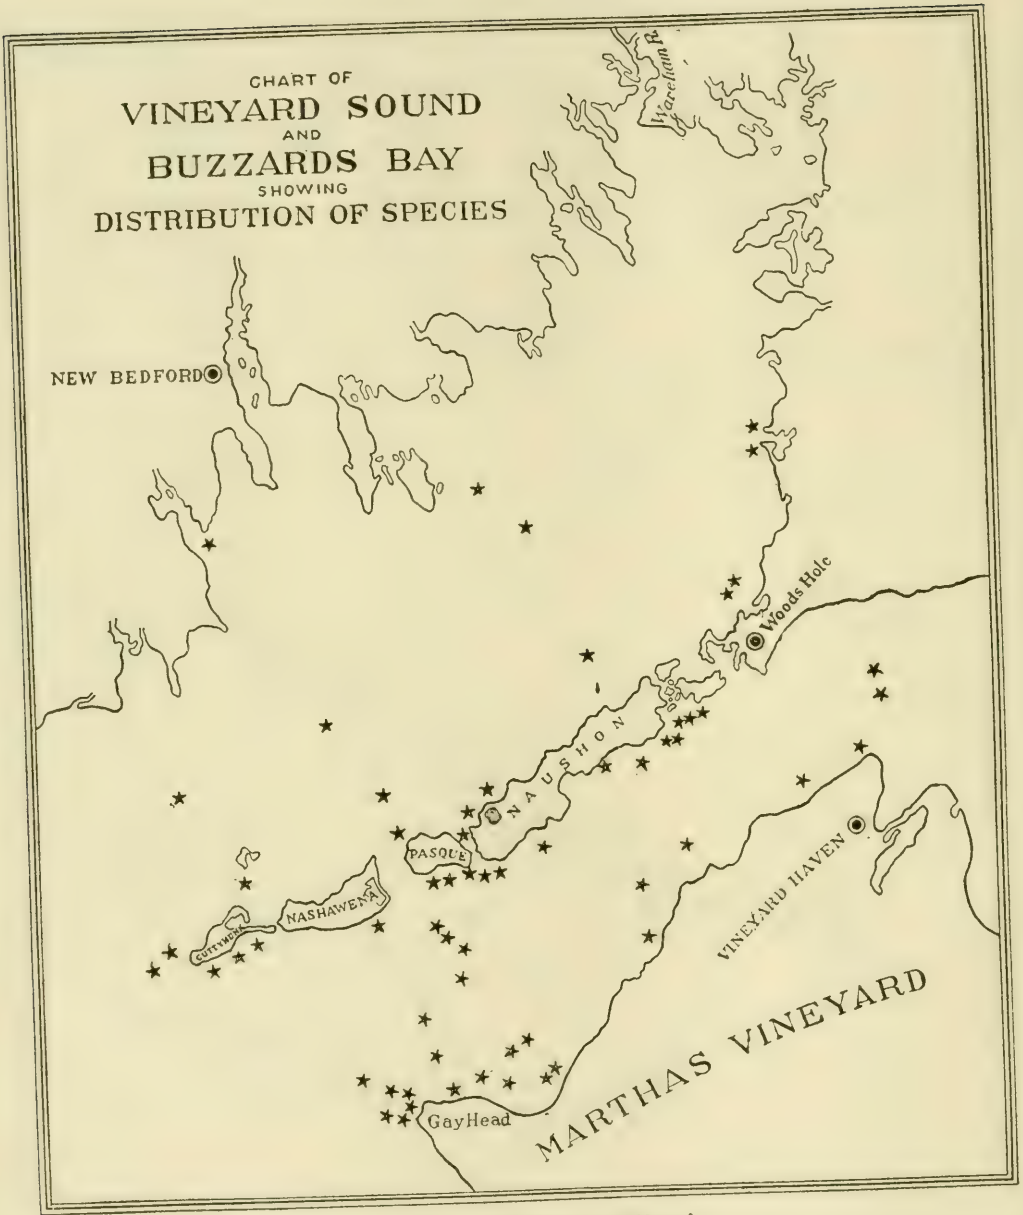 CHART OF
VINEYARD SOUND
AND
BUZZARDS BAY
SHOWING
DISTRIBUTION OF SPECIES
Wareham R.
NEW BEDFORD
Woods Hole
NAUSHON
PASQUE
NASHAWENA
CUTTYHUNK
VINEYARD HAVEN
MARTHAS VINEYARD
Gay Head